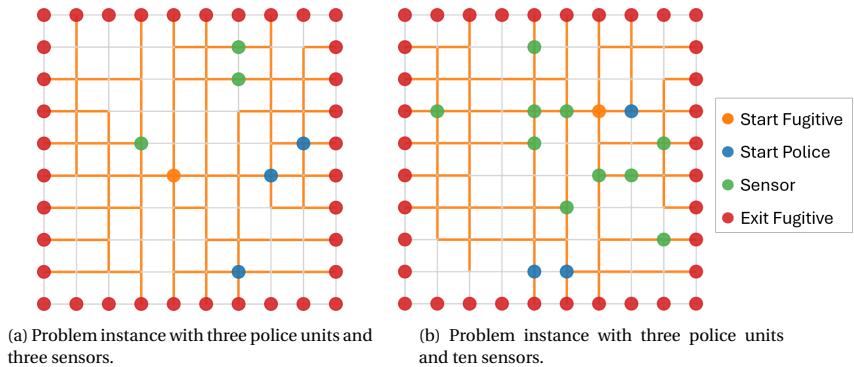 Start Fugitive
Start Police
Sensor
Exit Fugitive
(a) Problem instance with three police units and
three sensors.
(b) Problem instance with three police units
and ten sensors.